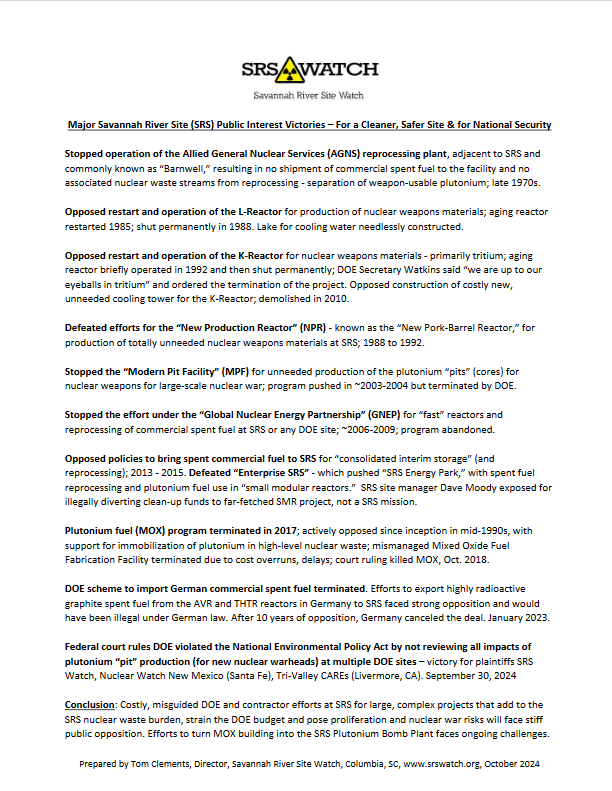 SRS WATCH
Savannah River Site Watch
Major Savannah River Site (SRS) Public Interest Victories – For a Cleaner, Safer Site & for National Security
Stopped operation of the Allied General Nuclear Services (AGNS) reprocessing plant, adjacent to SRS and
commonly known as “Barnwell,” resulting in no shipment of commercial spent fuel to the facility and no
associated nuclear waste streams from reprocessing - separation of weapon-usable plutonium; late 1970s.
Opposed restart and operation of the L-Reactor for production of nuclear weapons materials; aging reactor
restarted 1985; shut permanently in 1988. Lake for cooling water needlessly constructed.
Opposed restart and operation of the K-Reactor for nuclear weapons materials - primarily tritium; aging
reactor briefly operated in 1992 and then shut permanently; DOE Secretary Watkins said “we are up to our
eyeballs in tritium” and ordered the termination of the project. Opposed construction of costly new,
unneeded cooling tower for the K-Reactor; demolished in 2010.
Defeated efforts for the “New Production Reactor” (NPR) - known as the “New Pork-Barrel Reactor,” for
production of totally unneeded nuclear weapons materials at SRS; 1988 to 1992.
Stopped the “Modern Pit Facility” (MPF) for unneeded production of the plutonium “pits” (cores) for
nuclear weapons for large-scale nuclear war; program pushed in ~2003-2004 but terminated by DOE.
Stopped the effort under the “Global Nuclear Energy Partnership” (GNEP) for “fast” reactors and
reprocessing of commercial spent fuel at SRS or any DOE site; ~2006-2009; program abandoned.
Opposed policies to bring spent commercial fuel to SRS for “consolidated interim storage” (and
reprocessing); 2013 - 2015. Defeated “Enterprise SRS” - which pushed “SRS Energy Park,” with spent fuel
reprocessing and plutonium fuel use in “small modular reactors.” SRS site manager Dave Moody exposed for
illegally diverting clean-up funds to far-fetched SMR project, not a SRS mission.
Plutonium fuel (MOX) program terminated in 2017; actively opposed since inception in mid-1990s, with
support for immobilization of plutonium in high-level nuclear waste; mismanaged Mixed Oxide Fuel
Fabrication Facility terminated due to cost overruns, delays; court ruling killed MOX, Oct. 2018.
DOE scheme to import German commercial spent fuel terminated. Efforts to export highly radioactive
graphite spent fuel from the AVR and THTR reactors in Germany to SRS faced strong opposition and would
have been illegal under German law. After 10 years of opposition, Germany canceled the deal. January 2023.
Federal court rules DOE violated the National Environmental Policy Act by not reviewing all impacts of
plutonium “pit” production (for new nuclear warheads) at multiple DOE sites – victory for plaintiffs SRS
Watch, Nuclear Watch New Mexico (Santa Fe), Tri-Valley CAREs (Livermore, CA). September 30, 2024
Conclusion: Costly, misguided DOE and contractor efforts at SRS for large, complex projects that add to the
SRS nuclear waste burden, strain the DOE budget and pose proliferation and nuclear war risks will face stiff
public opposition. Efforts to turn MOX building into the SRS Plutonium Bomb Plant faces ongoing challenges.
Prepared by Tom Clements, Director, Savannah River Site Watch, Columbia, SC, www.srswatch.org, October 2024